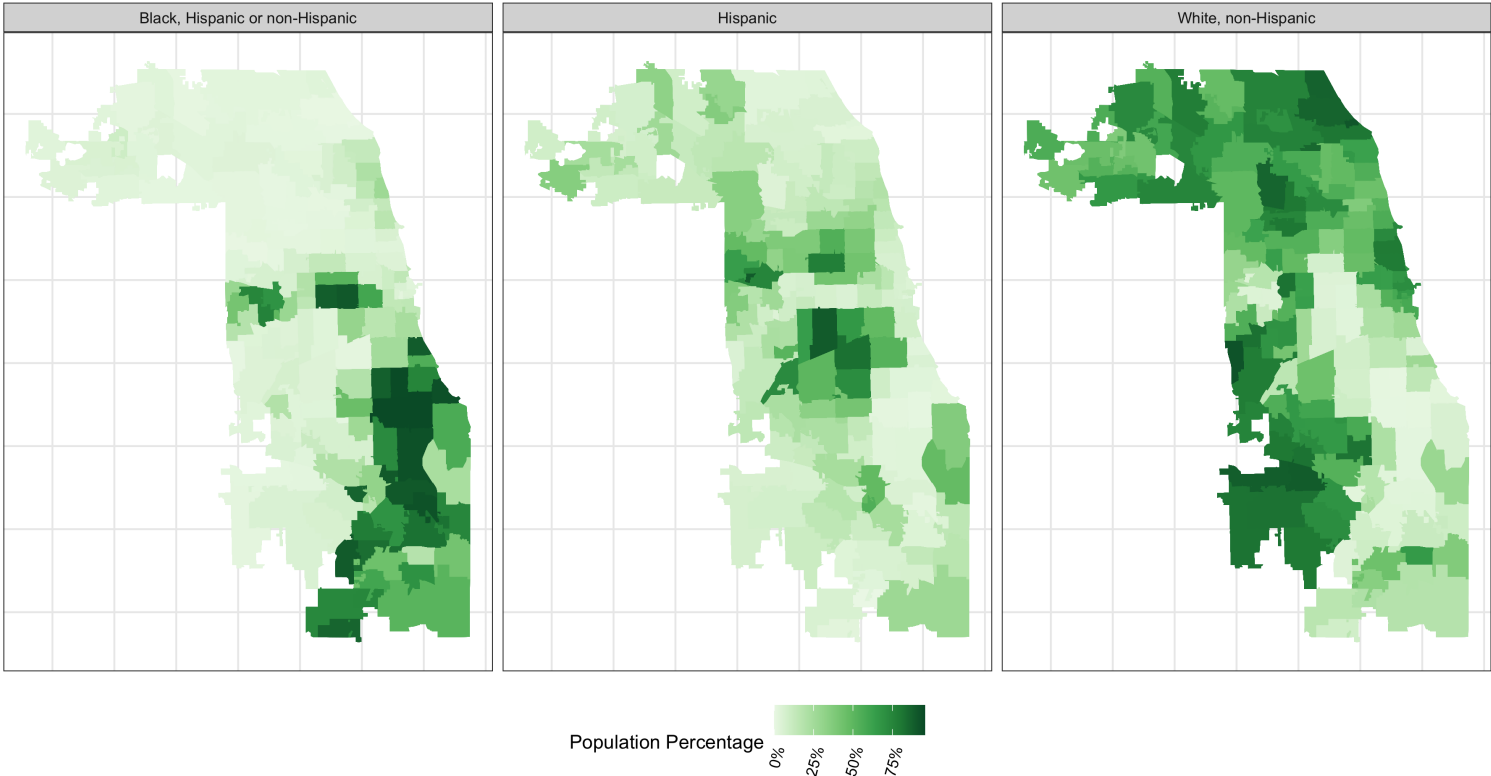 Black, Hispanic or non-Hispanic
Hispanic
White, non-Hispanic
Population Percentage
0%
25%
50%
75%